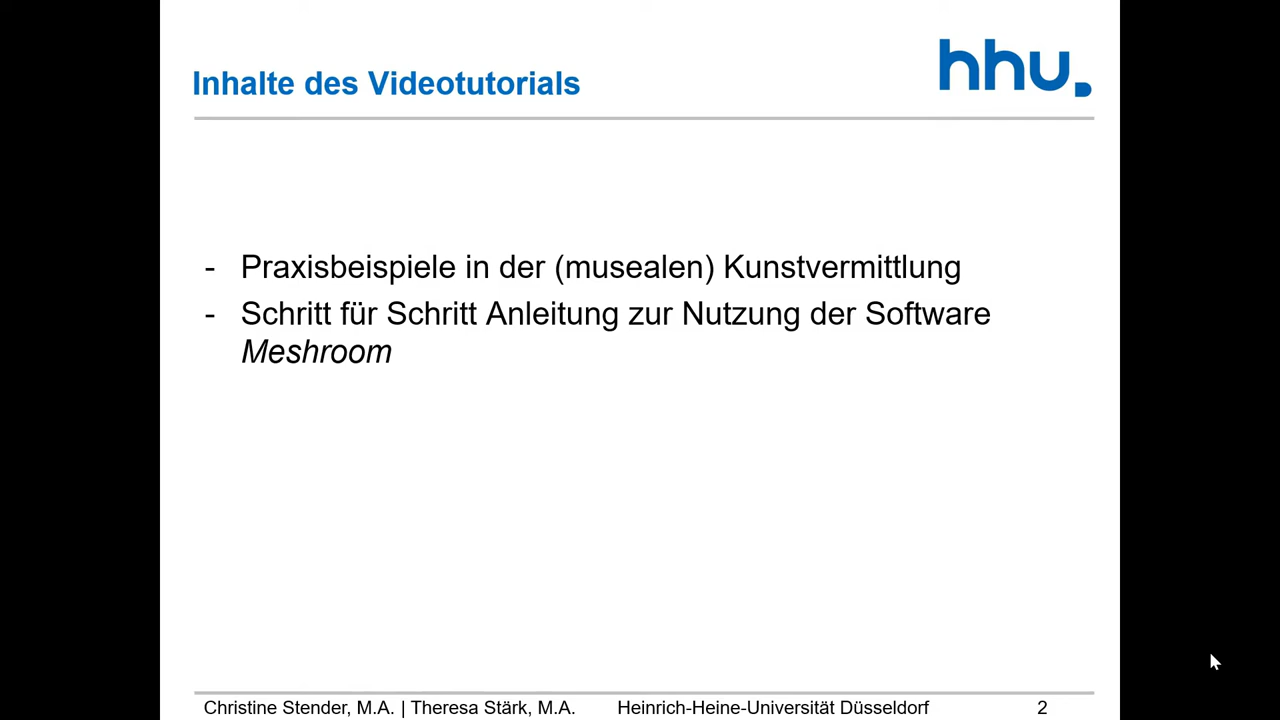 Inhalte des Videotutorials
hhu.
- Praxisbeispiele in der (musealen) Kunstvermittlung
- Schritt für Schritt Anleitung zur Nutzung der Software
Meshroom
Christine Stender, M.A. | Theresa Stärk, M.A. Heinrich-Heine-Universität Düsseldorf 2